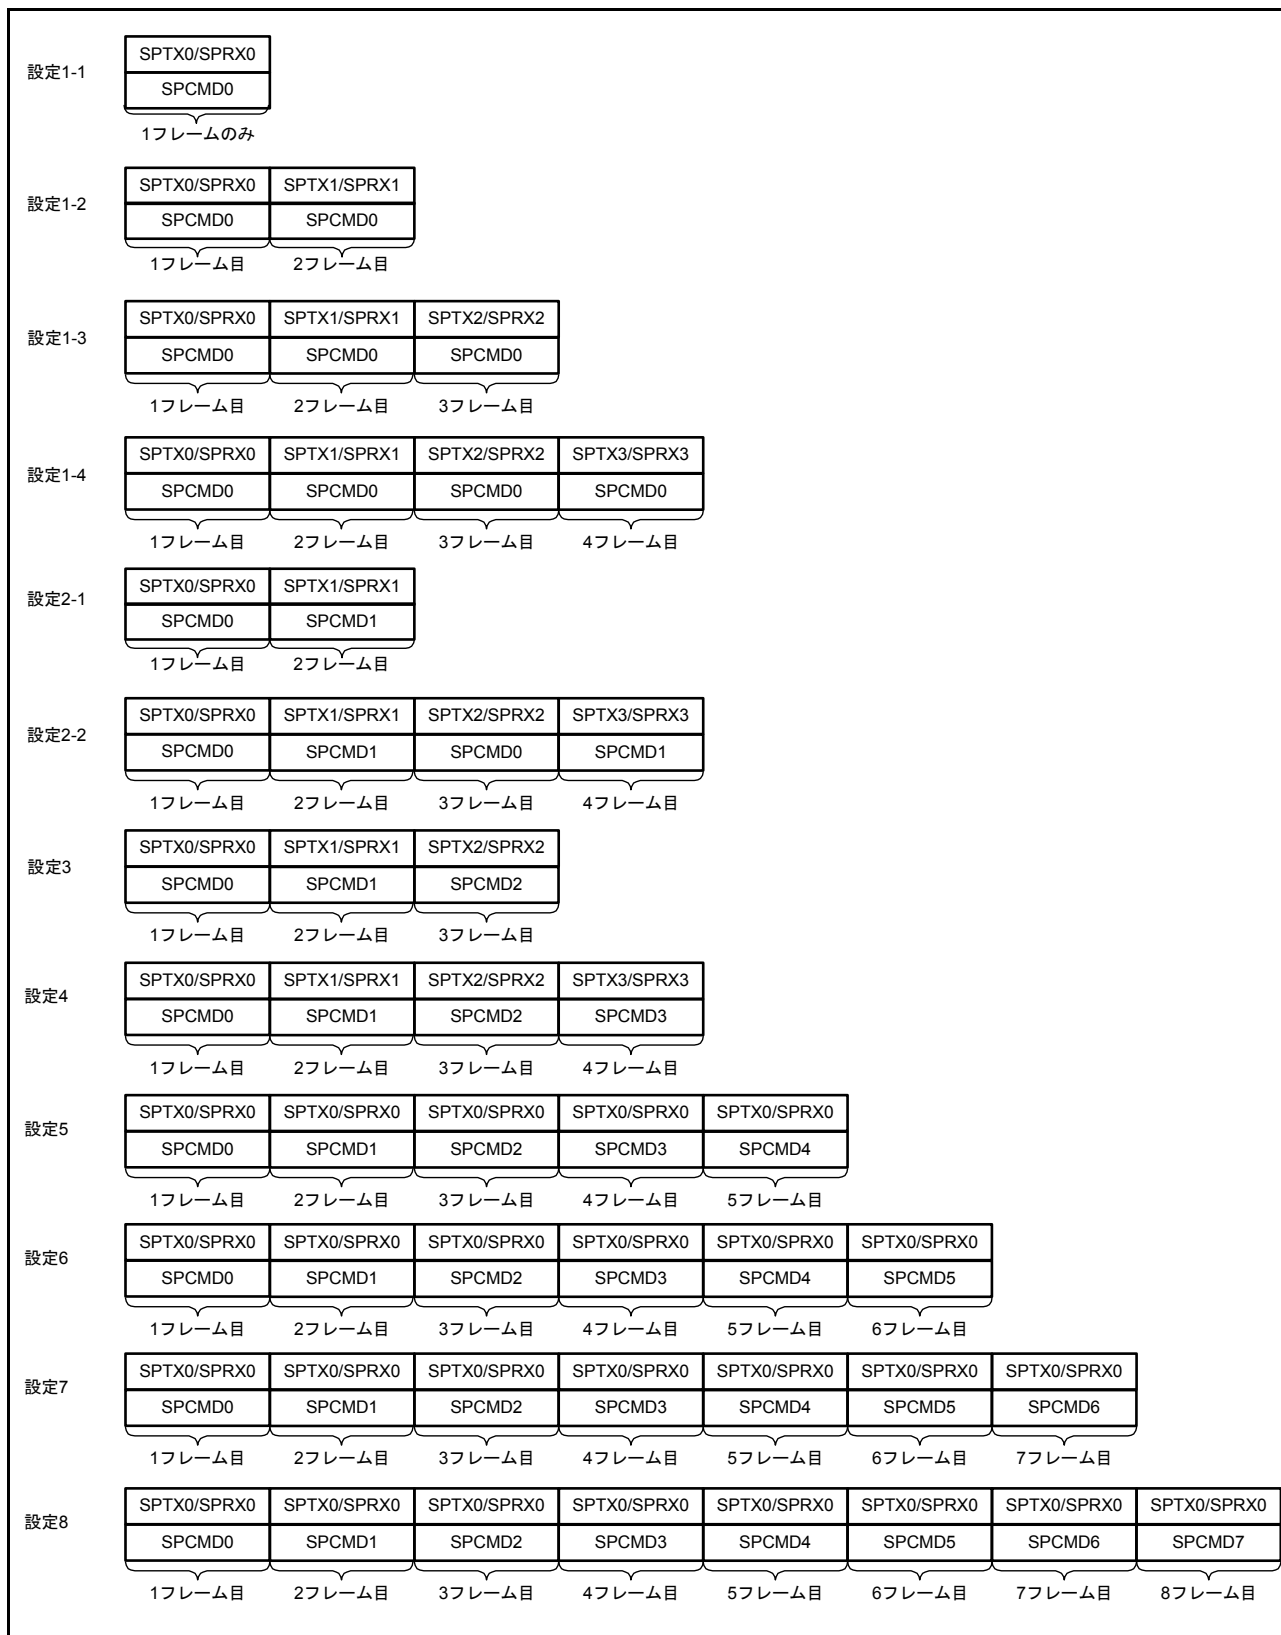 設定1-1
SPTX0/SPRX0
SPCMD0
1フレームのみ
設定1-2
SPTX0/SPRX0 SPTX1/SPRX1
SPCMD0 SPCMD0
1フレーム目 2フレーム目
設定1-3
SPTX0/SPRX0 SPTX1/SPRX1 SPTX2/SPRX2
SPCMD0 SPCMD0 SPCMD0
1フレーム目 2フレーム目 3フレーム目
設定1-4
SPTX0/SPRX0 SPTX1/SPRX1 SPTX2/SPRX2 SPTX3/SPRX3
SPCMD0 SPCMD0 SPCMD0 SPCMD0
1フレーム目 2フレーム目 3フレーム目 4フレーム目
設定2-1
SPTX0/SPRX0 SPTX1/SPRX1
SPCMD0 SPCMD1
1フレーム目 2フレーム目
設定2-2
SPTX0/SPRX0 SPTX1/SPRX1 SPTX2/SPRX2 SPTX3/SPRX3
SPCMD0 SPCMD1 SPCMD0 SPCMD1
1フレーム目 2フレーム目 3フレーム目 4フレーム目
設定3
SPTX0/SPRX0 SPTX1/SPRX1 SPTX2/SPRX2
SPCMD0 SPCMD1 SPCMD2
1フレーム目 2フレーム目 3フレーム目
設定4
SPTX0/SPRX0 SPTX1/SPRX1 SPTX2/SPRX2 SPTX3/SPRX3
SPCMD0 SPCMD1 SPCMD2 SPCMD3
1フレーム目 2フレーム目 3フレーム目 4フレーム目
設定5
SPTX0/SPRX0 SPTX0/SPRX0 SPTX0/SPRX0 SPTX0/SPRX0 SPTX0/SPRX0
SPCMD0 SPCMD1 SPCMD2 SPCMD3 SPCMD4
1フレーム目 2フレーム目 3フレーム目 4フレーム目 5フレーム目
設定6
SPTX0/SPRX0 SPTX0/SPRX0 SPTX0/SPRX0 SPTX0/SPRX0 SPTX0/SPRX0 SPTX0/SPRX0
SPCMD0 SPCMD1 SPCMD2 SPCMD3 SPCMD4 SPCMD5
1フレーム目 2フレーム目 3フレーム目 4フレーム目 5フレーム目 6フレーム目
設定7
SPTX0/SPRX0 SPTX0/SPRX0 SPTX0/SPRX0 SPTX0/SPRX0 SPTX0/SPRX0 SPTX0/SPRX0 SPTX0/SPRX0
SPCMD0 SPCMD1 SPCMD2 SPCMD3 SPCMD4 SPCMD5 SPCMD6
1フレーム目 2フレーム目 3フレーム目 4フレーム目 5フレーム目 6フレーム目 7フレーム目
設定8
SPTX0/SPRX0 SPTX0/SPRX0 SPTX0/SPRX0 SPTX0/SPRX0 SPTX0/SPRX0 SPTX0/SPRX0 SPTX0/SPRX0 SPTX0/SPRX0
SPCMD0 SPCMD1 SPCMD2 SPCMD3 SPCMD4 SPCMD5 SPCMD6 SPCMD7
1フレーム目 2フレーム目 3フレーム目 4フレーム目 5フレーム目 6フレーム目 7フレーム目 8フレーム目